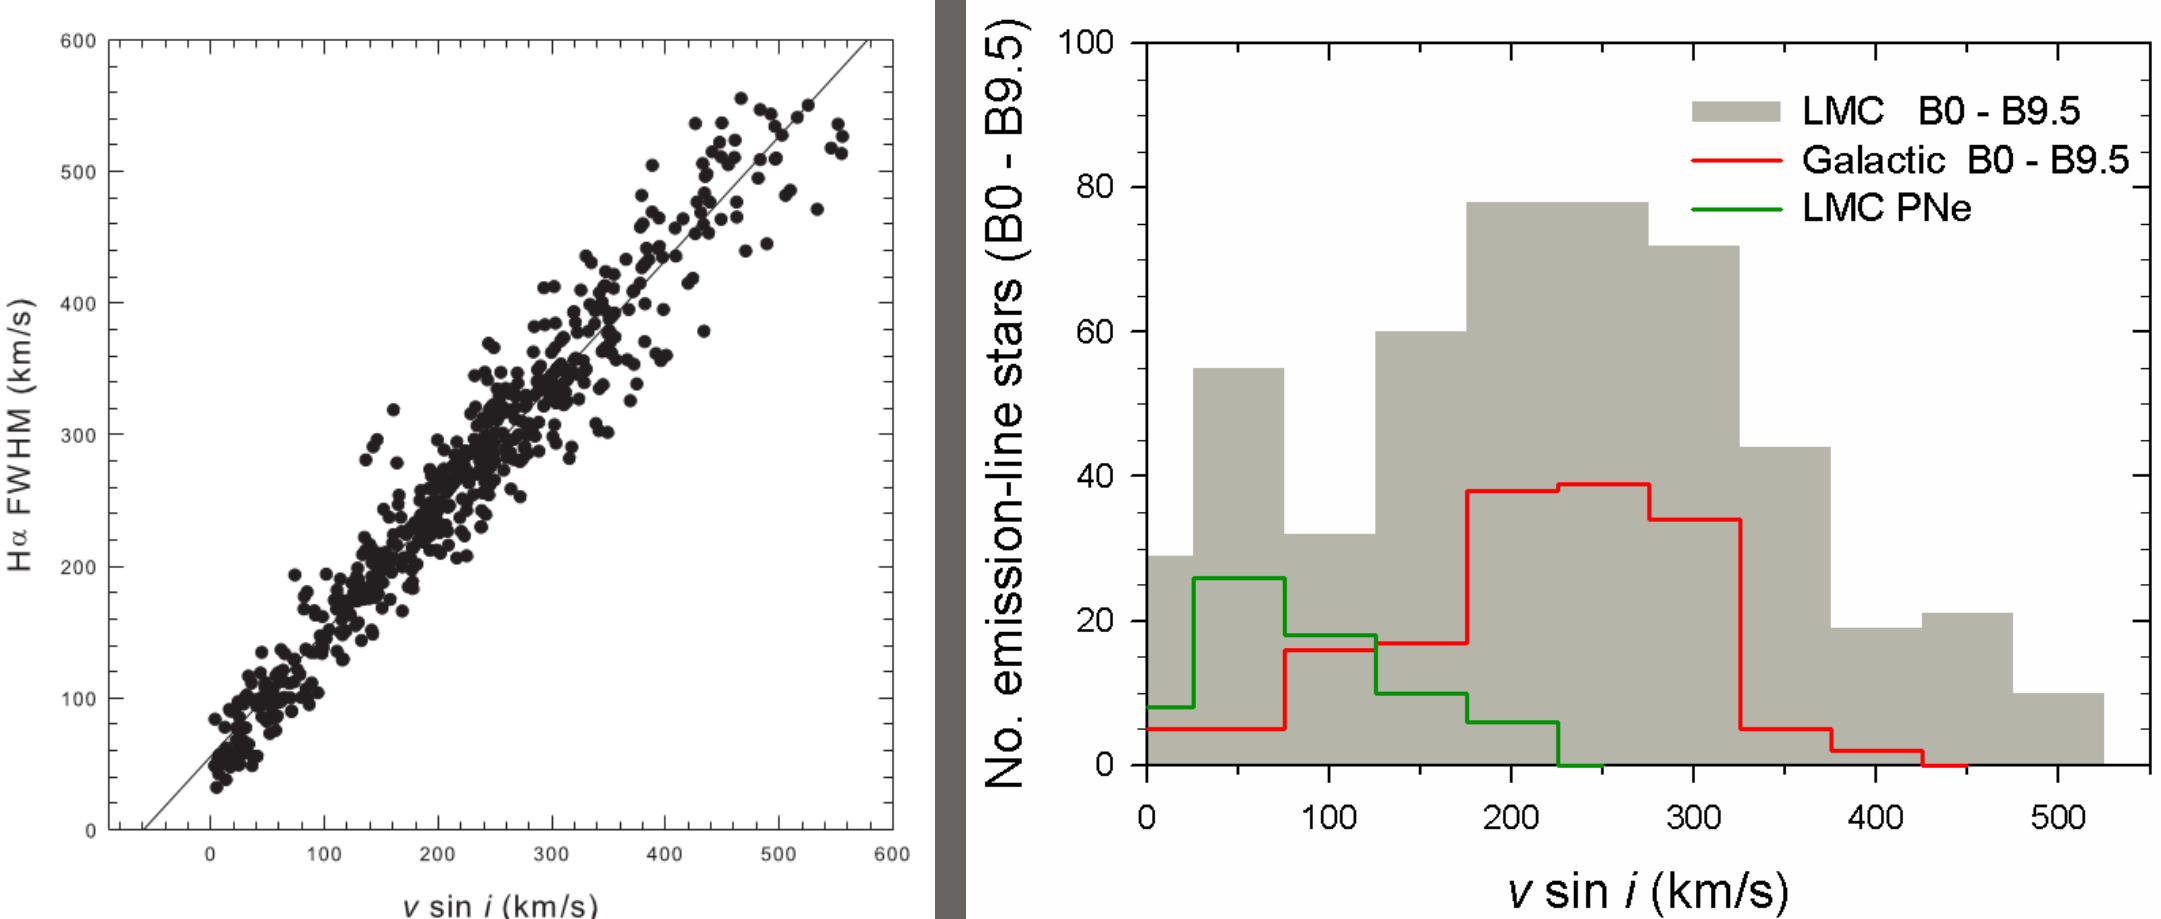 600
500
400
300
200
100
0
Hα FWHM (km/s)
0 100 200 300 400 500 600
v sin i (km/s)
100
80
60
40
20
0
No. emission-line stars (B0 - B9.5)
LMC B0 - B9.5
Galactic B0 - B9.5
LMC PNe
0 100 200 300 400 500
v sin i (km/s)